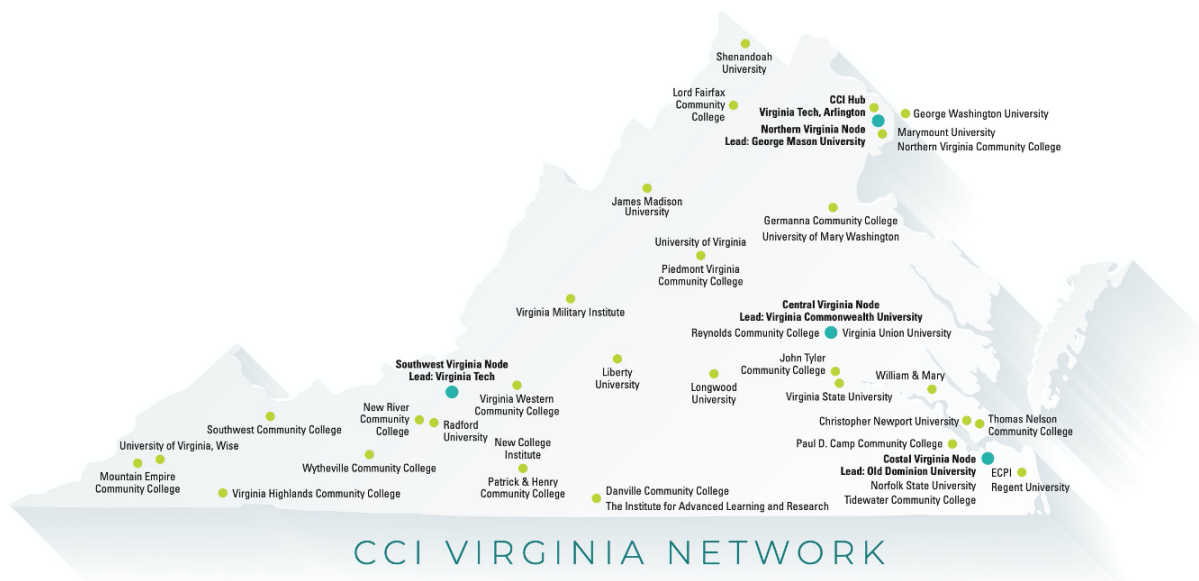 Shenandoah
University
Lord Fairfax
Community
College
CCI Hub
Virginia Tech, Arlington
Northern Virginia Node
Lead: George Mason University
George Washington University
Marymount University
Northern Virginia Community College
James Madison
University
Germanna Community College
University of Mary Washington
University of Virginia
Piedmont Virginia
Community College
Virginia Military Institute
Central Virginia Node
Lead: Virginia Commonwealth University
Reynolds Community College
Virginia Union University
Southwest Virginia Node
Lead: Virginia Tech
Liberty
University
Longwood
University
John Tyler
Community College
Virginia State University
William & Mary
Virginia Western
Community College
New River
Community
College
Radford
University
Southwest Community College
University of Virginia, Wise
Mountain Empire
Community College
Wytheville Community College
New College
Institute
Patrick & Henry
Community College
Virginia Highlands Community College
Danville Community College
The Institute for Advanced Learning and Research
Christopher Newport University
Thomas Nelson
Community College
Paul D. Camp Community College
Costal Virginia Node
Lead: Old Dominion University
Norfolk State University
Tidewater Community College
ECPI
Regent University
CCI VIRGINIA NETWORK